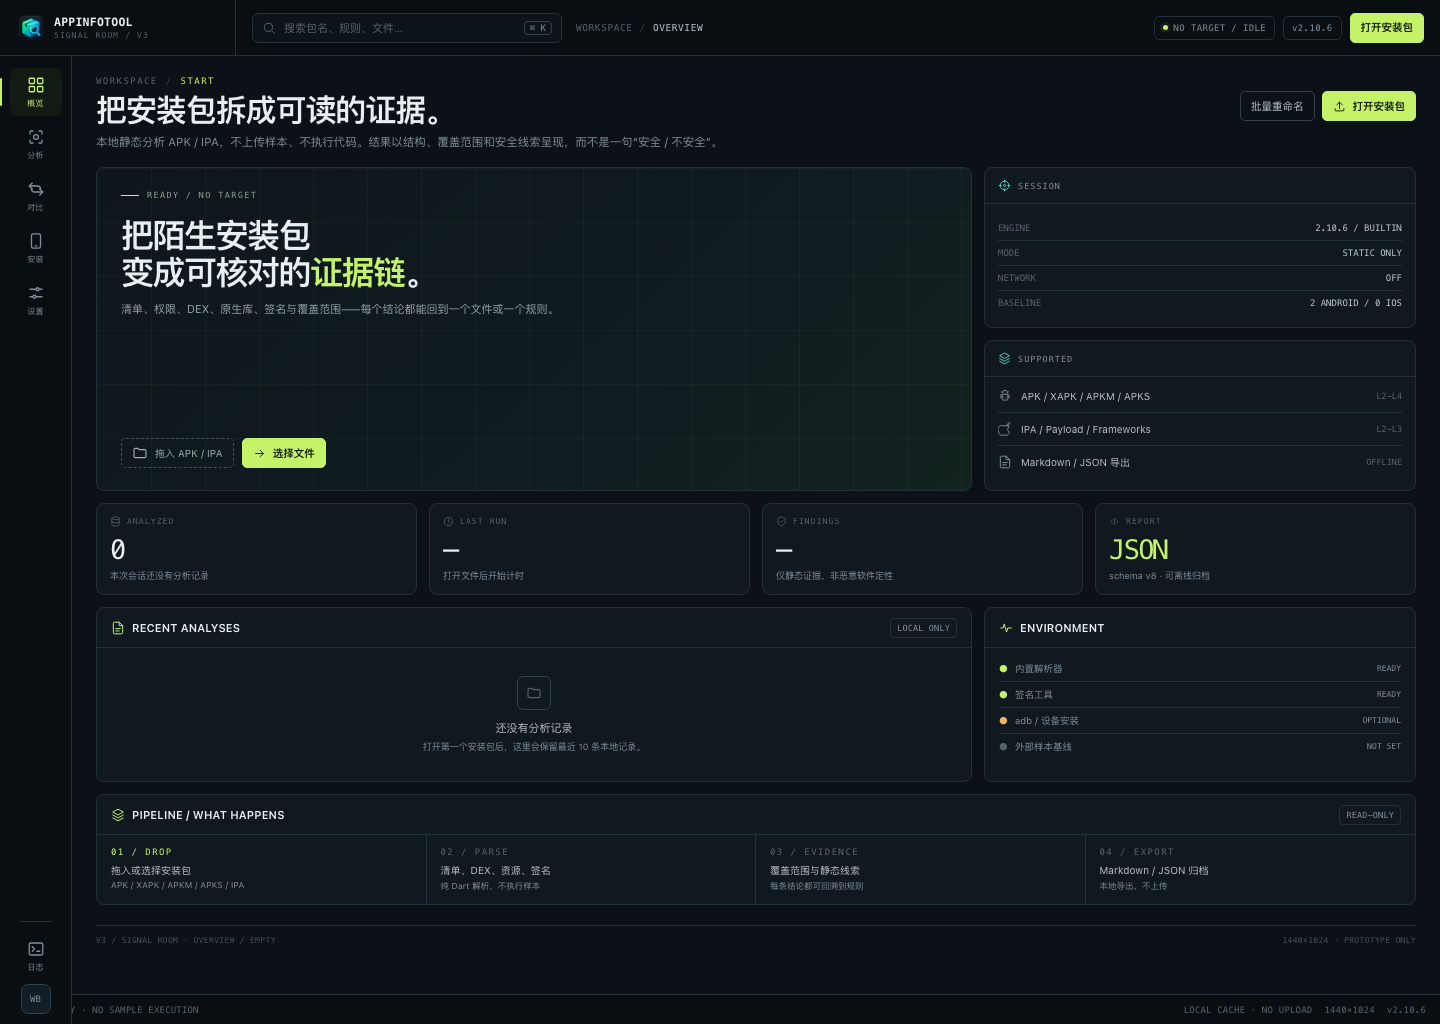 APPINFOTOOL
SIGNAL ROOM / V3
搜索包名、规则、文件…
⌘ K
WORKSPACE / OVERVIEW
NO TARGET / IDLE
v2.10.6
打开安装包
概览
分析
对比
安装
设置
日志
WB
WORKSPACE / START
把安装包拆成可读的证据。
本地静态分析 APK / IPA，不上传样本、不执行代码。结果以结构、覆盖范围和安全线索呈现，而不是一句“安全 / 不安全”。
批量重命名
打开安装包
READY / NO TARGET
把陌生安装包
变成可核对的证据链。
清单、权限、DEX、原生库、签名与覆盖范围——每个结论都能回到一个文件或一个规则。
拖入 APK / IPA
选择文件
SESSION
ENGINE 2.10.6 / BUILTIN
MODE STATIC ONLY
NETWORK OFF
BASELINE 2 ANDROID / 0 IOS
SUPPORTED
APK / XAPK / APKM / APKS L2–L4
IPA / Payload / Frameworks L2–L3
Markdown / JSON 导出 OFFLINE
ANALYZED
0
本次会话还没有分析记录
LAST RUN
—
打开文件后开始计时
FINDINGS
—
仅静态证据，非恶意软件定性
REPORT
JSON
schema v8 · 可离线归档
RECENT ANALYSES
LOCAL ONLY
还没有分析记录
打开第一个安装包后，这里会保留最近 10 条本地记录。
ENVIRONMENT
内置解析器 READY
签名工具 READY
adb / 设备安装 OPTIONAL
外部样本基线 NOT SET
PIPELINE / WHAT HAPPENS
READ-ONLY
01 / DROP
拖入或选择安装包
APK / XAPK / APKM / APKS / IPA
02 / PARSE
清单、DEX、资源、签名
纯 Dart 解析，不执行样本
03 / EVIDENCE
覆盖范围与静态线索
每条结论都可回溯到规则
04 / EXPORT
Markdown / JSON 归档
本地导出，不上传
V3 / SIGNAL ROOM · OVERVIEW / EMPTY
1440×1024 · PROTOTYPE ONLY
Y · NO SAMPLE EXECUTION
LOCAL CACHE · NO UPLOAD 1440×1024 v2.10.6